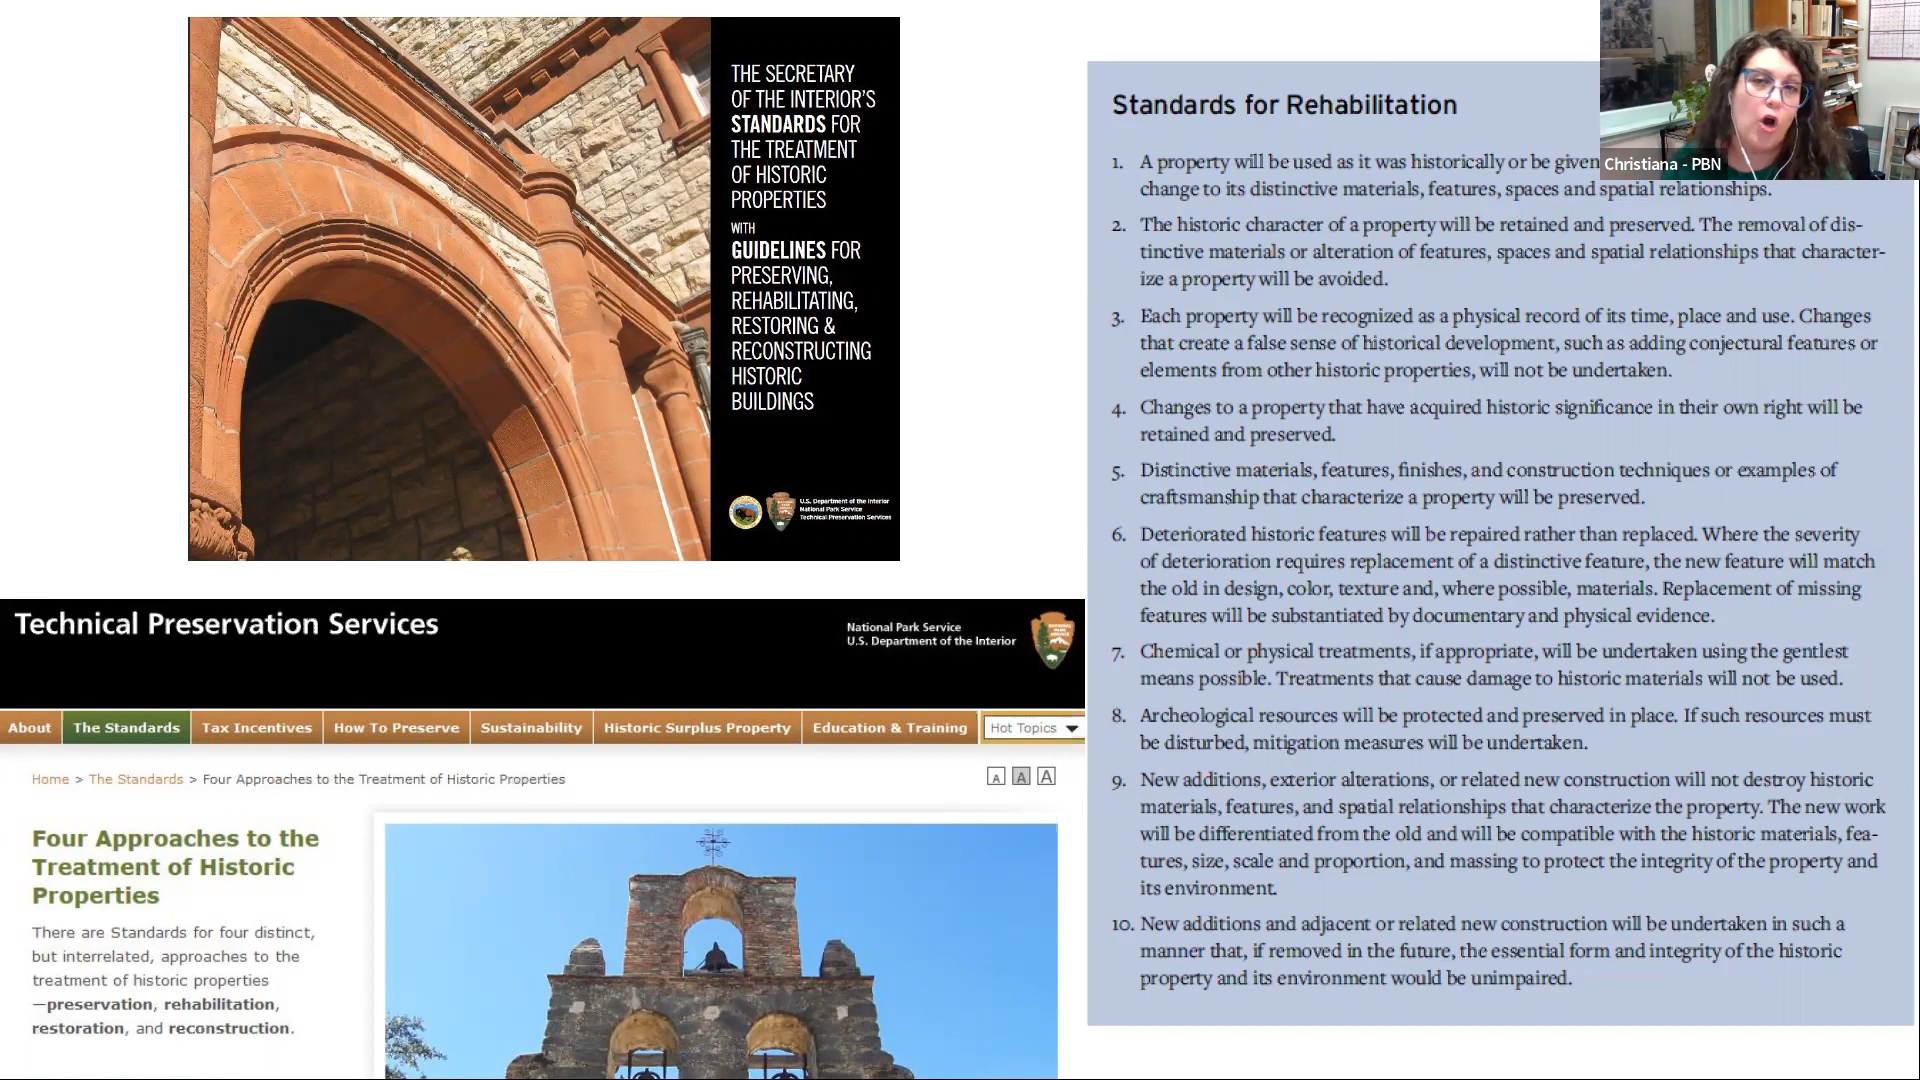 THE SECRETARY
OF THE INTERIOR'S
STANDARDS FOR
THE TREATMENT
OF HISTORIC
PROPERTIES
WITH
GUIDELINES FOR
PRESERVING,
REHABILITATING,
RESTORING &
RECONSTRUCTING
HISTORIC
BUILDINGS
U.S. Department of the Interior
National Park Service
Technical Preservation Services
Technical Preservation Services
National Park Service
U.S. Department of the Interior
About The Standards Tax Incentives How To Preserve Sustainability Historic Surplus Property Education & Training Hot Topics
Home > The Standards > Four Approaches to the Treatment of Historic Properties
A A A
Four Approaches to the
Treatment of Historic
Properties
There are Standards for four distinct,
but interrelated, approaches to the
treatment of historic properties
—preservation, rehabilitation,
restoration, and reconstruction.
Standards for Rehabilitation
1. A property will be used as it was historically or be given
change to its distinctive materials, features, spaces and spatial relationships.
2. The historic character of a property will be retained and preserved. The removal of dis-
tinctive materials or alteration of features, spaces and spatial relationships that character-
ize a property will be avoided.
3. Each property will be recognized as a physical record of its time, place and use. Changes
that create a false sense of historical development, such as adding conjectural features or
elements from other historic properties, will not be undertaken.
4. Changes to a property that have acquired historic significance in their own right will be
retained and preserved.
5. Distinctive materials, features, finishes, and construction techniques or examples of
craftsmanship that characterize a property will be preserved.
6. Deteriorated historic features will be repaired rather than replaced. Where the severity
of deterioration requires replacement of a distinctive feature, the new feature will match
the old in design, color, texture and, where possible, materials. Replacement of missing
features will be substantiated by documentary and physical evidence.
7. Chemical or physical treatments, if appropriate, will be undertaken using the gentlest
means possible. Treatments that cause damage to historic materials will not be used.
8. Archeological resources will be protected and preserved in place. If such resources must
be disturbed, mitigation measures will be undertaken.
9. New additions, exterior alterations, or related new construction will not destroy historic
materials, features, and spatial relationships that characterize the property. The new work
will be differentiated from the old and will be compatible with the historic materials, fea-
tures, size, scale and proportion, and massing to protect the integrity of the property and
its environment.
10. New additions and adjacent or related new construction will be undertaken in such a
manner that, if removed in the future, the essential form and integrity of the historic
property and its environment would be unimpaired.
Christiana - PBN